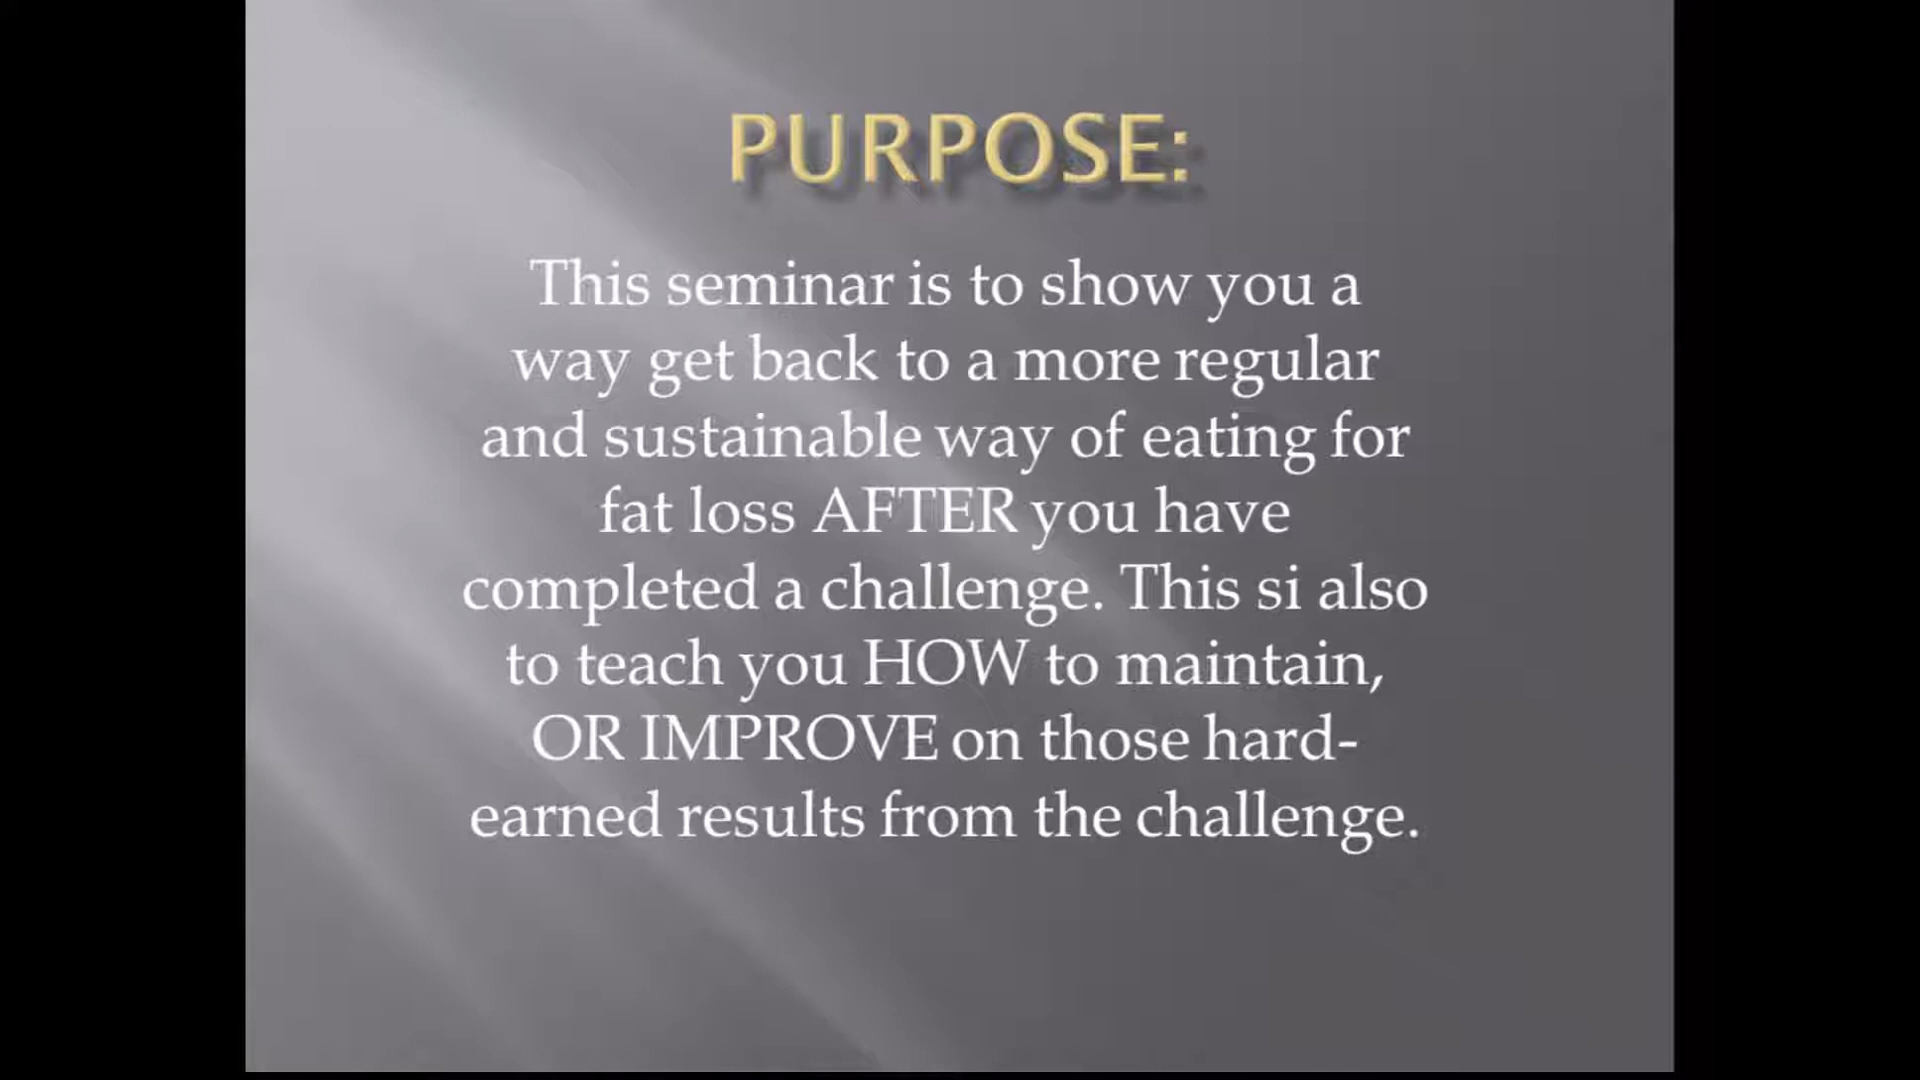 PURPOSE:
This seminar is to show you a
way get back to a more regular
and sustainable way of eating for
fat loss AFTER you have
completed a challenge. This si also
to teach you HOW to maintain,
OR IMPROVE on those hard-
earned results from the challenge.